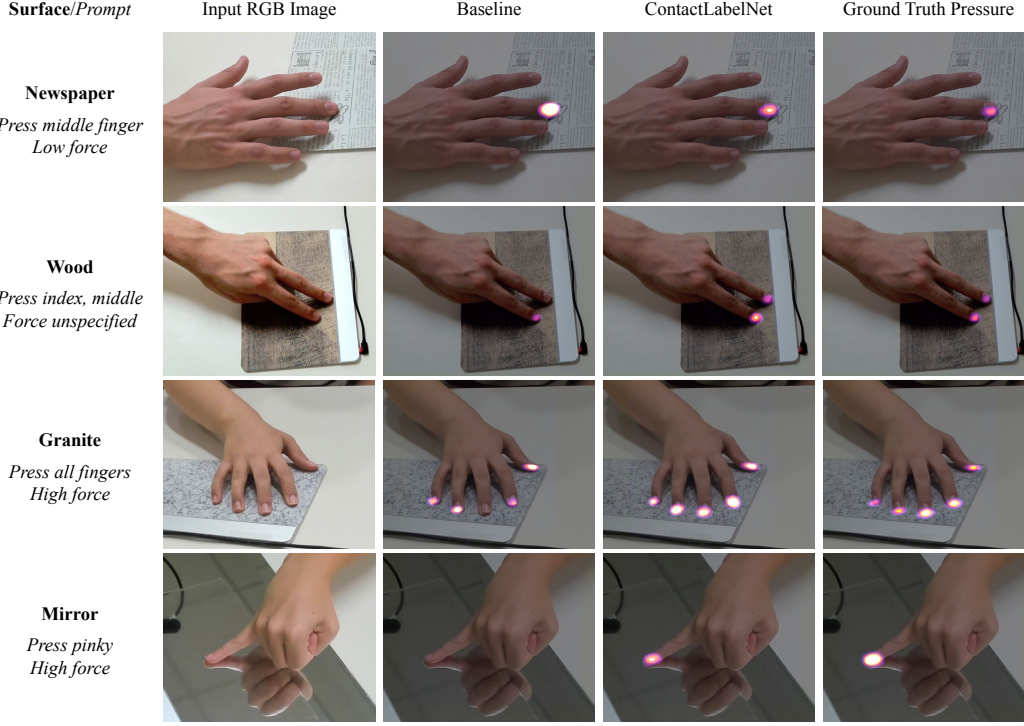 Surface/Prompt Input RGB Image Baseline ContactLabelNet Ground Truth Pressure
Newspaper
Press middle finger
Low force
Wood
Press index, middle
Force unspecified
Granite
Press all fingers
High force
Mirror
Press pinky
High force